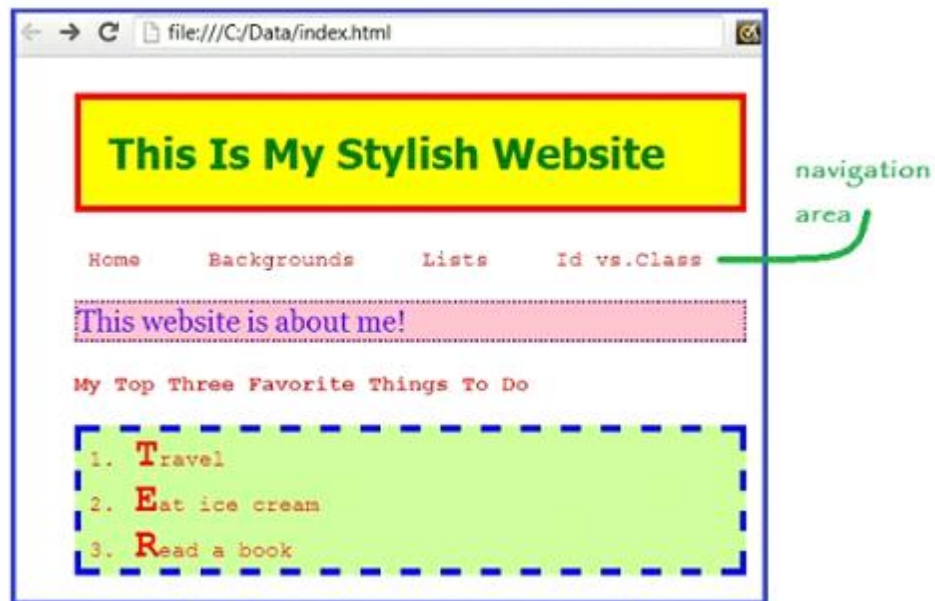 file:///C:/Data/index.html
This Is My Stylish Website
navigation
area
Home Backgrounds Lists Id vs.Class
This website is about me!
My Top Three Favorite Things To Do
1. Travel
2. Eat ice cream
3. Read a book